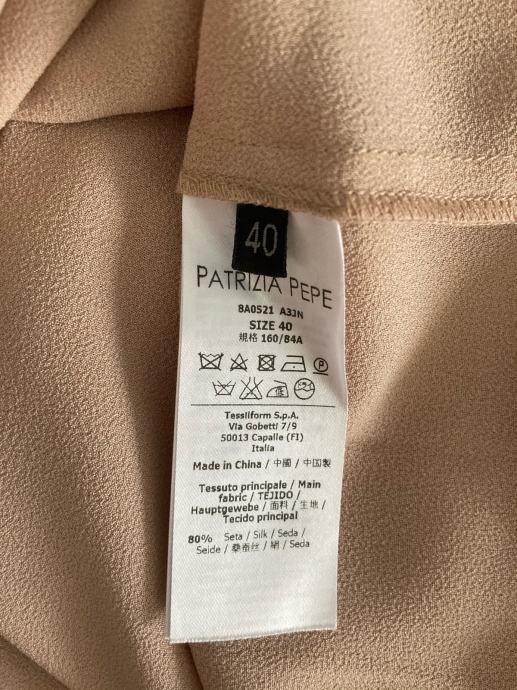 40
PATRIZIA PEPE
8A0521 A3JN
SIZE 40
規格 160/84A
P
Tessilform S.p.A.
Via Gobetti 7/9
50013 Capalle (FI)
Italia
Made in China / 中國 / 中国製
Tessuto principale / Main
fabric / TEJIDO /
Hauptgewebe / 面料 / 生地 /
Tecido principal
80% Seta / Silk / Seda /
Seide / 桑蚕丝 / 絹 / Seda